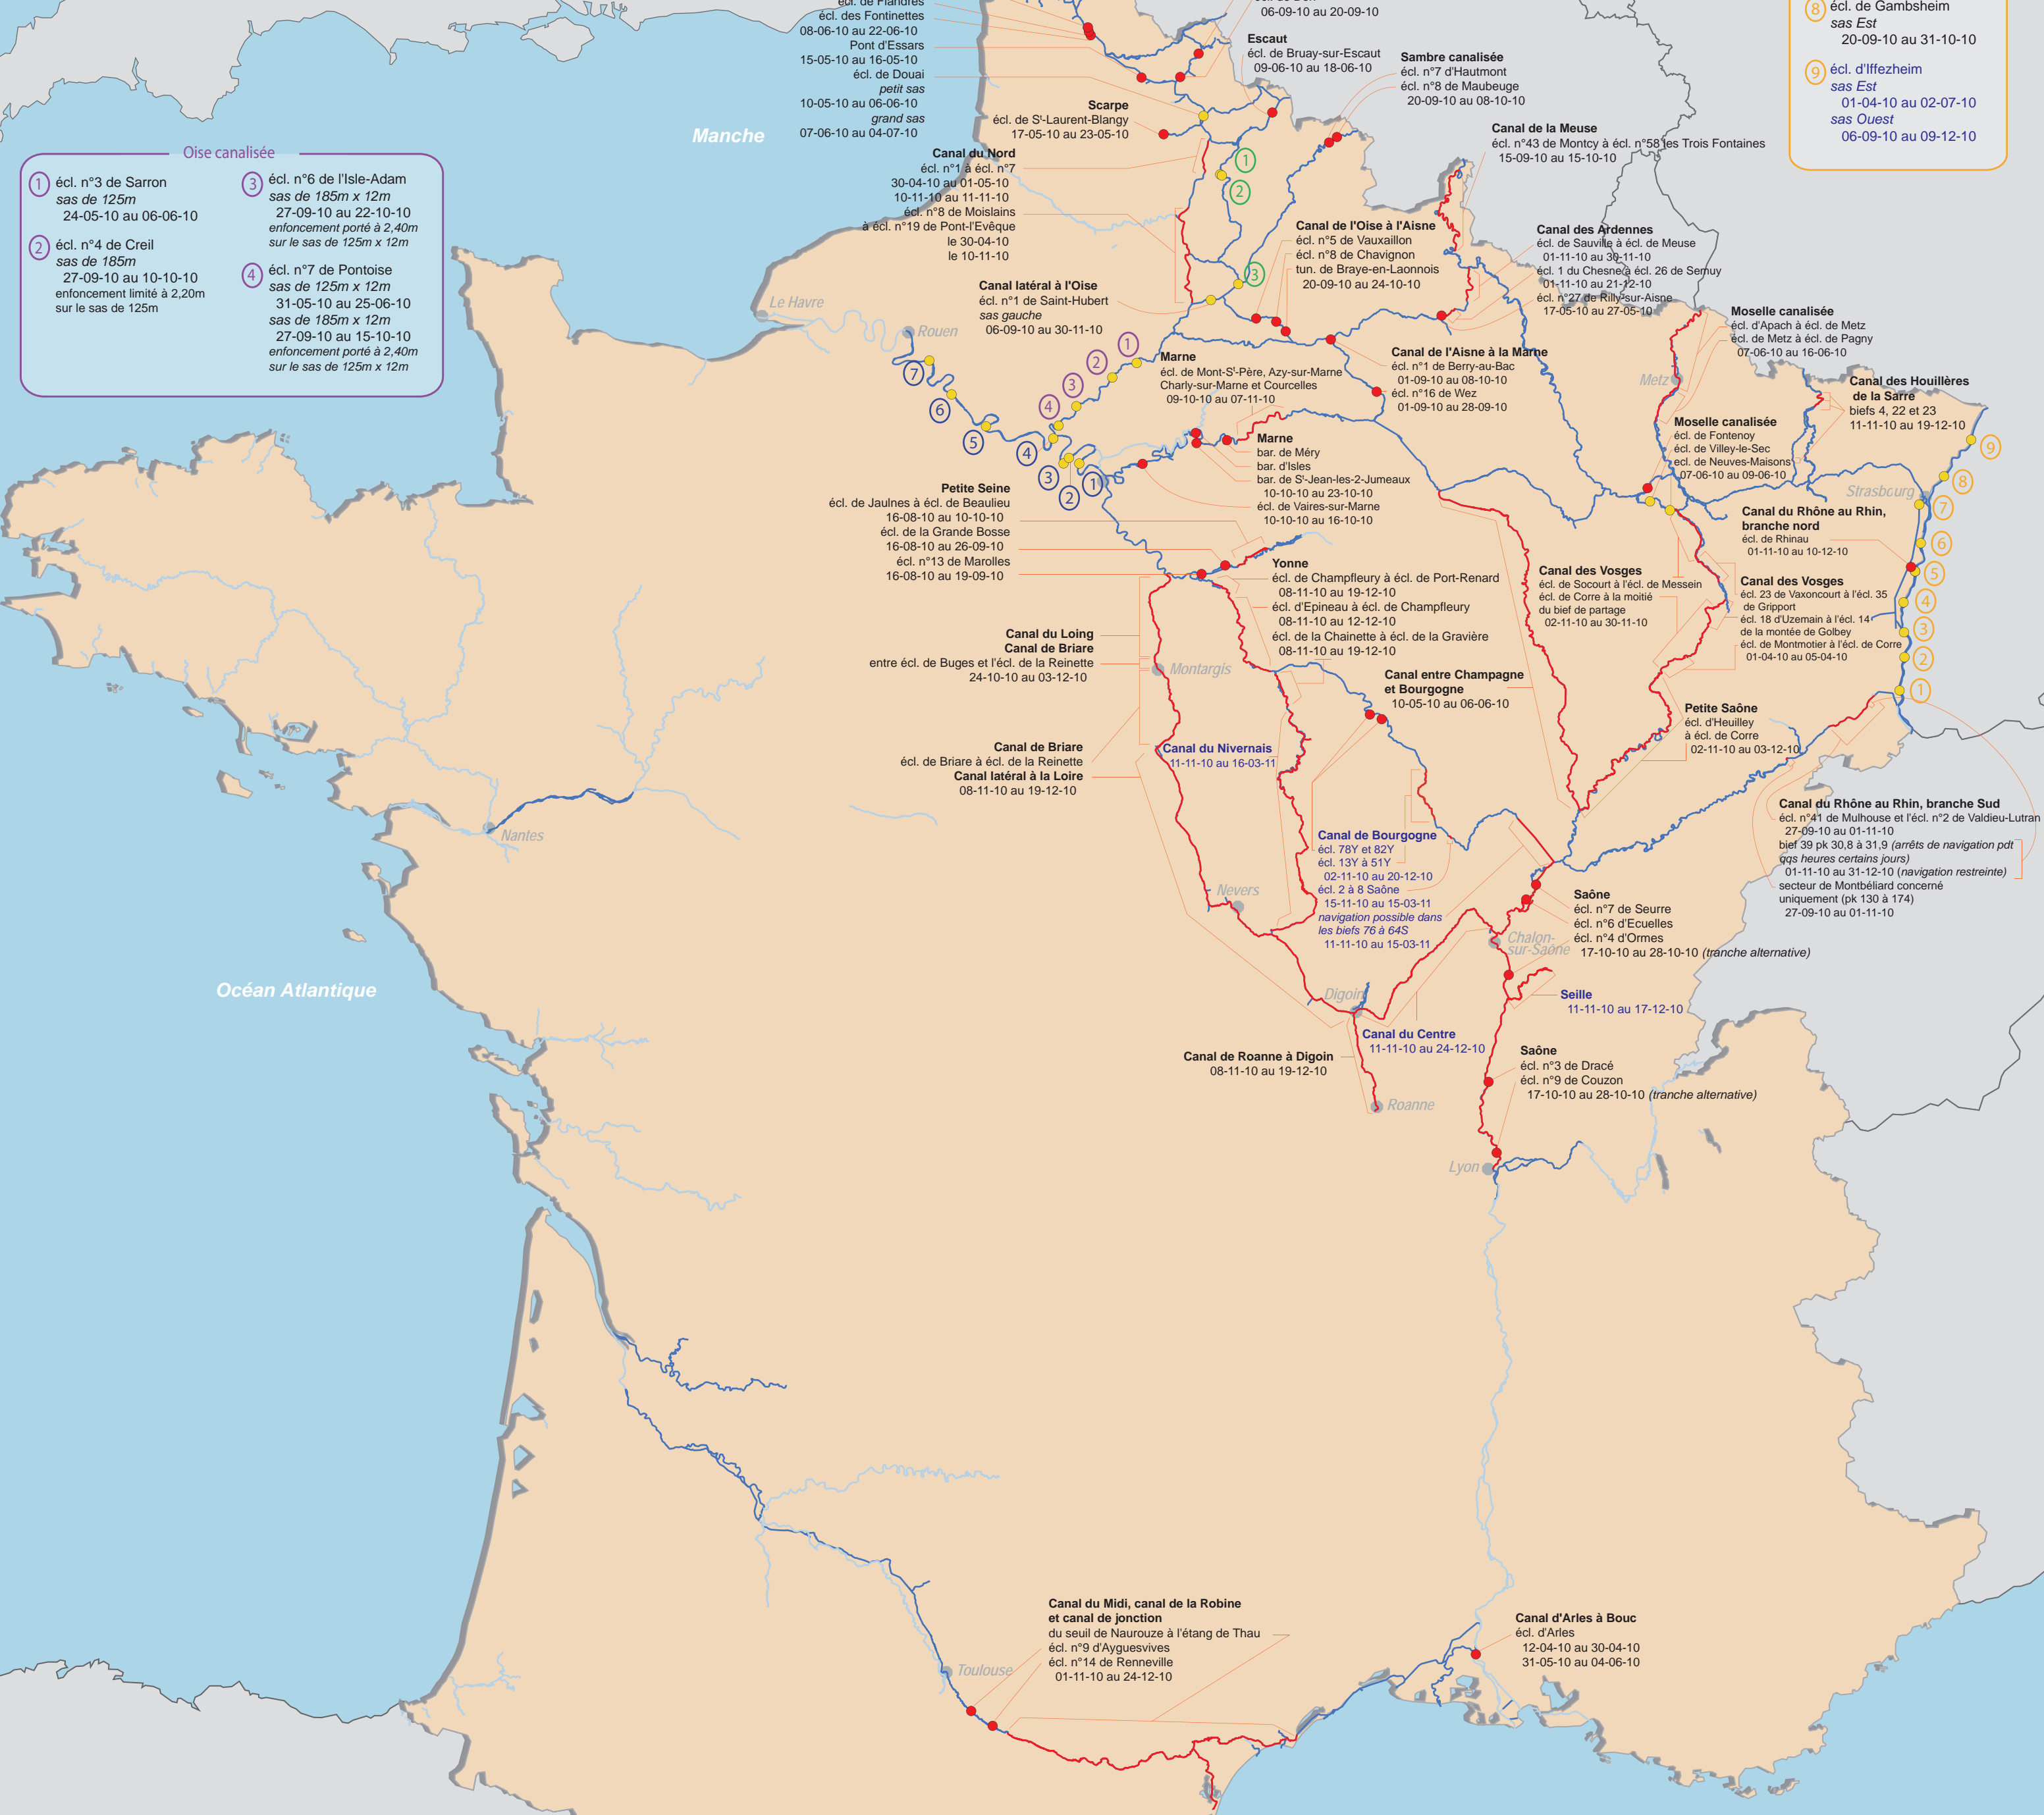 écl. de Flandres
écl. des Fontinettes
08-06-10 au 22-06-10
Pont d'Essars
15-05-10 au 16-05-10
écl. de Douai
petit sas
10-05-10 au 06-06-10
grand sas
07-06-10 au 04-07-10
06-09-10 au 20-09-10
Escaut
écl. de Bruay-sur-Escaut
09-06-10 au 18-06-10
Sambre canalisée
écl. n°7 d'Hautmont
écl. n°8 de Maubeuge
20-09-10 au 08-10-10
8 écl. de Gambsheim
sas Est
20-09-10 au 31-10-10
9 écl. d'Iffezheim
sas Est
01-04-10 au 02-07-10
sas Ouest
06-09-10 au 09-12-10
Manche
Oise canalisée
1 écl. n°3 de Sarron
sas de 125m
24-05-10 au 06-06-10
2 écl. n°4 de Creil
sas de 185m
27-09-10 au 10-10-10
enfoncement limité à 2,20m
sur le sas de 125m
3 écl. n°6 de l'Isle-Adam
sas de 185m x 12m
27-09-10 au 22-10-10
enfoncement porté à 2,40m
sur le sas de 125m x 12m
4 écl. n°7 de Pontoise
sas de 125m x 12m
31-05-10 au 25-06-10
sas de 185m x 12m
27-09-10 au 15-10-10
enfoncement porté à 2,40m
sur le sas de 125m x 12m
Scarpe
écl. de St-Laurent-Blangy
17-05-10 au 23-05-10
Canal du Nord
écl. n°1 à écl. n°7
30-04-10 au 01-05-10
10-11-10 au 11-11-10
écl. n°8 de Moislains
à écl. n°19 de Pont-l'Evêque
le 30-04-10
le 10-11-10
1
2
3
Canal de la Meuse
écl. n°43 de Montcy à écl. n°58 les Trois Fontaines
15-09-10 au 15-10-10
Canal de l'Oise à l'Aisne
écl. n°5 de Vauxaillon
écl. n°8 de Chavignon
tun. de Braye-en-Laonnois
20-09-10 au 24-10-10
Canal des Ardennes
écl. de Sauville à écl. de Meuse
01-11-10 au 30-11-10
écl. 1 du Chesne à écl. 26 de Semuy
01-11-10 au 21-12-10
écl. n°27 de Rilly-sur-Aisne
17-05-10 au 27-05-10
Canal latéral à l'Oise
écl. n°1 de Saint-Hubert
sas gauche
06-09-10 au 30-11-10
Le Havre
Rouen
Moselle canalisée
écl. d'Apach à écl. de Metz
écl. de Metz à écl. de Pagny
07-06-10 au 16-06-10
Metz
1
2
3
4
Marne
écl. de Mont-St-Père, Azy-sur-Marne
Charly-sur-Marne et Courcelles
09-10-10 au 07-11-10
Canal de l'Aisne à la Marne
écl. n°1 de Berry-au-Bac
01-09-10 au 08-10-10
écl. n°16 de Wez
01-09-10 au 28-09-10
Canal des Houillères
de la Sarre
biefs 4, 22 et 23
11-11-10 au 19-12-10
7
6
5
4
3
2
1
Marne
bar. de Méry
bar. d'Isles
bar. de St-Jean-les-2-Jumeaux
10-10-10 au 23-10-10
écl. de Vaires-sur-Marne
10-10-10 au 16-10-10
Moselle canalisée
écl. de Fontenoy
écl. de Villey-le-Sec
ecl. de Neuves-Maisons
07-06-10 au 09-06-10
Strasbourg
9
8
7
6
5
4
3
2
1
Petite Seine
écl. de Jaulnes à écl. de Beaulieu
16-08-10 au 10-10-10
écl. de la Grande Bosse
16-08-10 au 26-09-10
écl. n°13 de Marolles
16-08-10 au 19-09-10
Canal du Rhône au Rhin,
branche nord
écl. de Rhinau
01-11-10 au 10-12-10
Yonne
écl. de Champfleury à écl. de Port-Renard
08-11-10 au 19-12-10
écl. d'Epineau à écl. de Champfleury
08-11-10 au 12-12-10
écl. de la Chainette à écl. de la Gravière
08-11-10 au 19-12-10
Canal des Vosges
écl. de Socourt à l'écl. de Messein
écl. de Corre à la moitié
du bief de partage
02-11-10 au 30-11-10
Canal des Vosges
écl. 23 de Vaxoncourt à l'écl. 35
de Gripport
écl. 18 d'Uzemain à l'écl. 14
de la montée de Golbey
écl. de Montmotier à l'écl. de Corre
01-04-10 au 05-04-10
Canal du Loing
Canal de Briare
entre écl. de Buges et l'écl. de la Reinette
24-10-10 au 03-12-10
Montargis
Canal entre Champagne
et Bourgogne
10-05-10 au 06-06-10
Petite Saône
écl. d'Heuilley
à écl. de Corre
02-11-10 au 03-12-10
Canal de Briare
écl. de Briare à écl. de la Reinette
Canal latéral à la Loire
08-11-10 au 19-12-10
Canal du Nivernais
11-11-10 au 16-03-11
Nantes
Nevers
Canal de Bourgogne
écl. 78Y et 82Y
écl. 13Y à 51Y
02-11-10 au 20-12-10
écl. 2 à 8 Saône
15-11-10 au 15-03-11
navigation possible dans
les biefs 76 à 64S
11-11-10 au 15-03-11
Canal du Rhône au Rhin, branche Sud
écl. n°41 de Mulhouse et l'écl. n°2 de Valdieu-Lutran
27-09-10 au 01-11-10
bief 39 pk 30,8 à 31,9 (arrêts de navigation pdt
qqs heures certains jours)
01-11-10 au 31-12-10 (navigation restreinte)
secteur de Montbéliard concerné
uniquement (pk 130 à 174)
27-09-10 au 01-11-10
Saône
écl. n°7 de Seurre
écl. n°6 d'Ecuelles
écl. n°4 d'Ormes
17-10-10 au 28-10-10 (tranche alternative)
Chalon-
sur-Saône
Océan Atlantique
Digoin
Seille
11-11-10 au 17-12-10
Canal du Centre
11-11-10 au 24-12-10
Canal de Roanne à Digoin
08-11-10 au 19-12-10
Saône
écl. n°3 de Dracé
écl. n°9 de Couzon
17-10-10 au 28-10-10 (tranche alternative)
Roanne
Lyon
Canal du Midi, canal de la Robine
et canal de jonction
du seuil de Naurouze à l'étang de Thau
écl. n°9 d'Ayguesvives
écl. n°14 de Renneville
01-11-10 au 24-12-10
Toulouse
Canal d'Arles à Bouc
écl. d'Arles
12-04-10 au 30-04-10
31-05-10 au 04-06-10